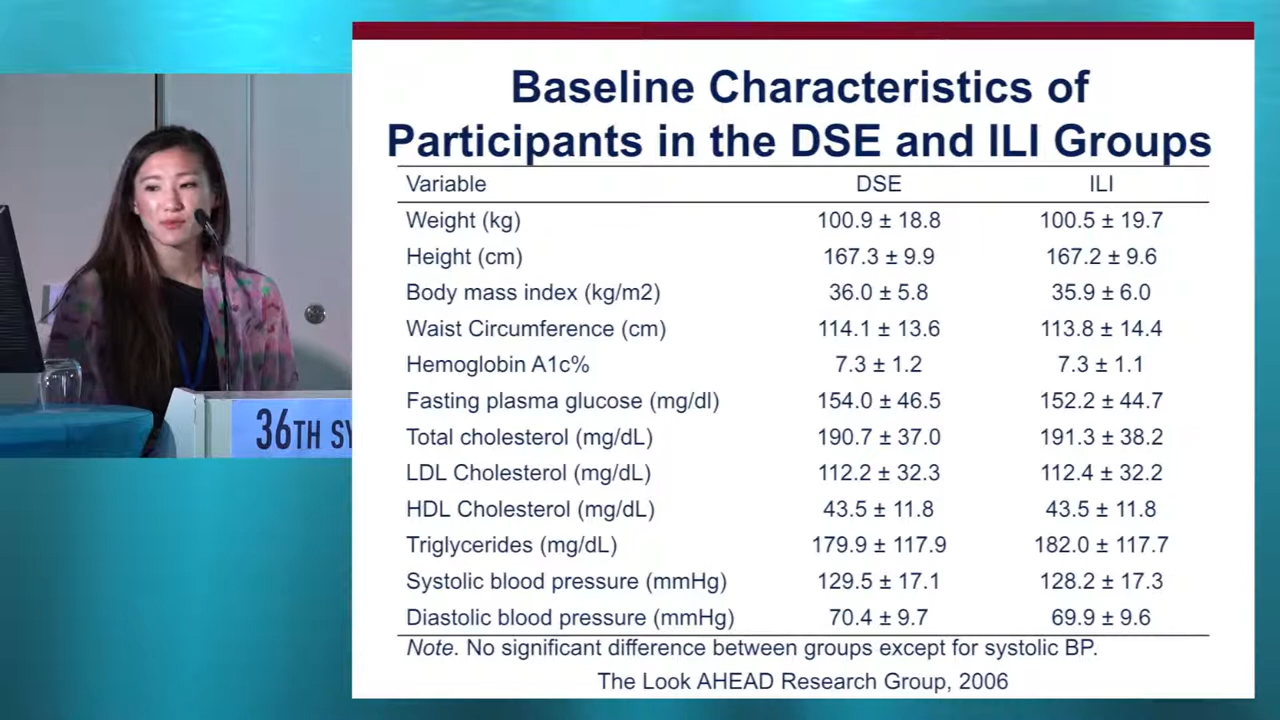 Baseline Characteristics of
Participants in the DSE and ILI Groups
Variable DSE ILI
Weight (kg) 100.9 ± 18.8 100.5 ± 19.7
Height (cm) 167.3 ± 9.9 167.2 ± 9.6
Body mass index (kg/m2) 36.0 ± 5.8 35.9 ± 6.0
Waist Circumference (cm) 114.1 ± 13.6 113.8 ± 14.4
Hemoglobin A1c% 7.3 ± 1.2 7.3 ± 1.1
Fasting plasma glucose (mg/dl) 154.0 ± 46.5 152.2 ± 44.7
Total cholesterol (mg/dL) 190.7 ± 37.0 191.3 ± 38.2
LDL Cholesterol (mg/dL) 112.2 ± 32.3 112.4 ± 32.2
HDL Cholesterol (mg/dL) 43.5 ± 11.8 43.5 ± 11.8
Triglycerides (mg/dL) 179.9 ± 117.9 182.0 ± 117.7
Systolic blood pressure (mmHg) 129.5 ± 17.1 128.2 ± 17.3
Diastolic blood pressure (mmHg) 70.4 ± 9.7 69.9 ± 9.6
Note. No significant difference between groups except for systolic BP.
The Look AHEAD Research Group, 2006
36TH SY